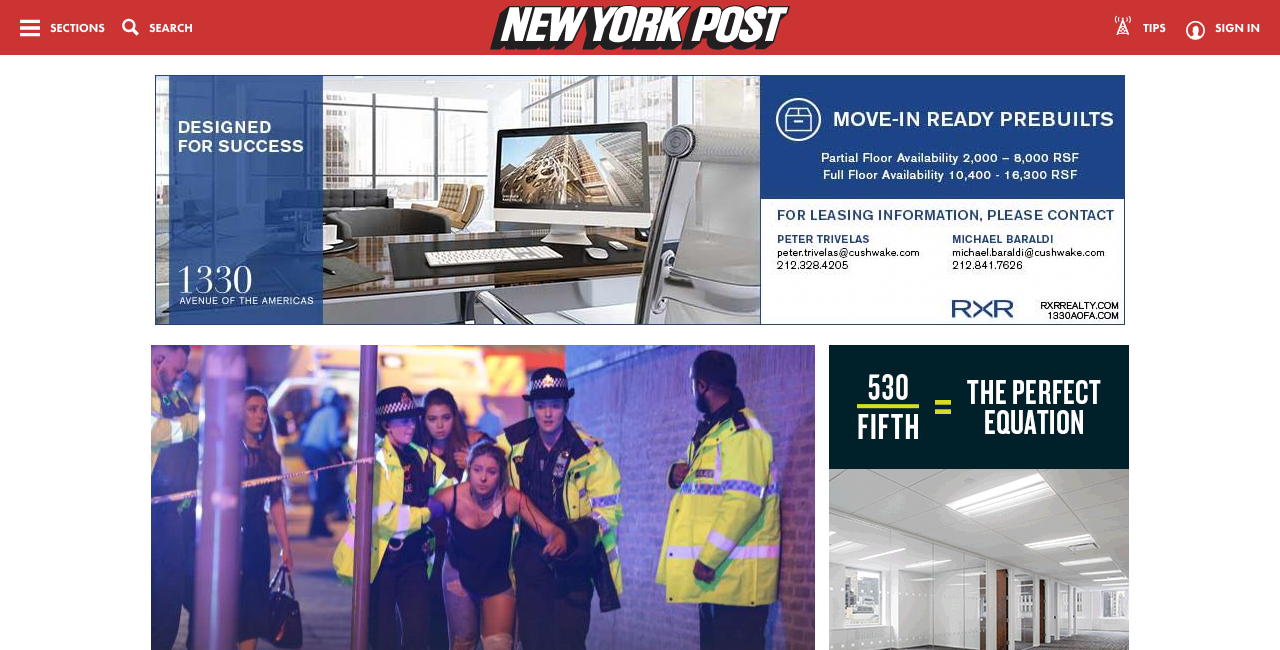 SECTIONS
SEARCH
NEW YORK POST
TIPS
SIGN IN
DESIGNED
FOR SUCCESS
1330
AVENUE OF THE AMERICAS
MOVE-IN READY PREBUILTS
Partial Floor Availability 2,000 – 8,000 RSF
Full Floor Availability 10,400 - 16,300 RSF
FOR LEASING INFORMATION, PLEASE CONTACT
PETER TRIVELAS
peter.trivelas@cushwake.com
212.328.4205
MICHAEL BARALDI
michael.baraldi@cushwake.com
212.841.7626
RXR
RXRREALTY.COM
1330AOFA.COM
530
FIFTH
=
THE PERFECT
EQUATION